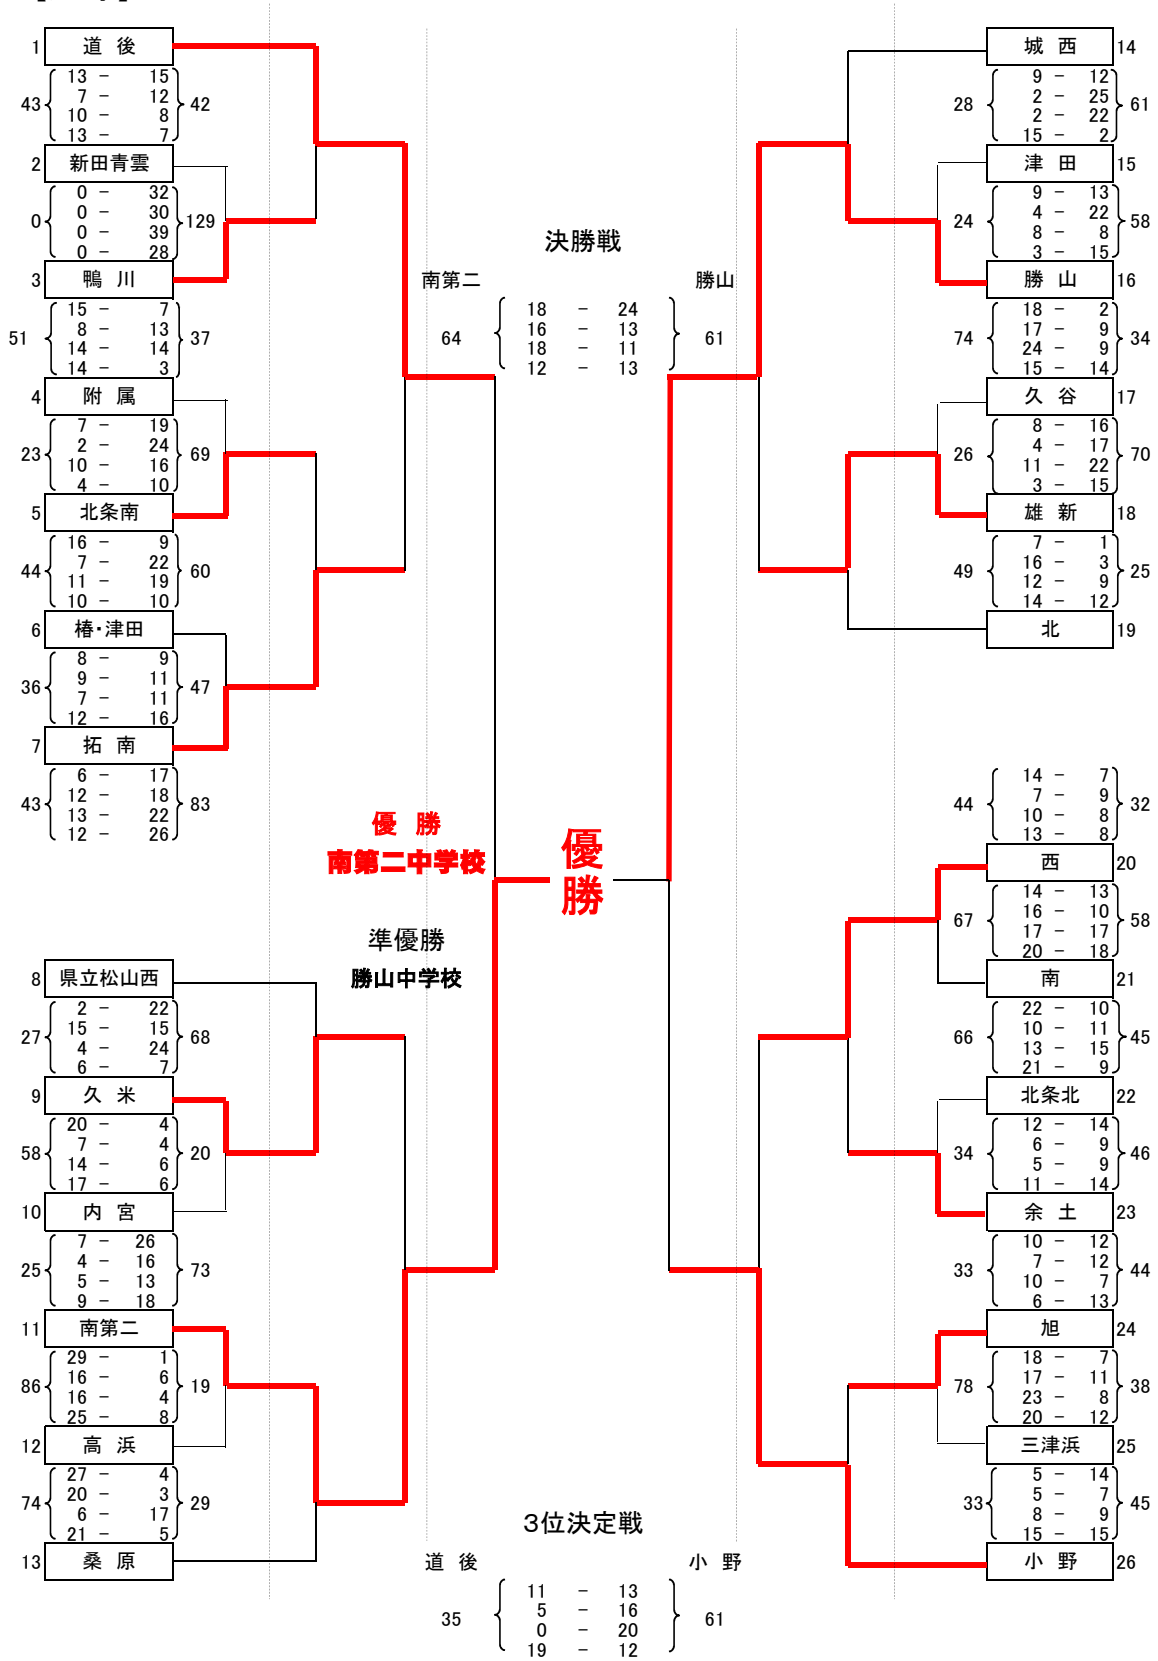 1 道後
13 - 15
7 - 12
10 - 8
13 - 7
43 42
2 新田青雲
0 - 32
0 - 30
0 - 39
0 - 28
0 129
3 鴨川
15 - 7
8 - 13
14 - 14
14 - 3
51 37
4 附属
7 - 19
2 - 24
10 - 16
4 - 10
23 69
5 北条南
16 - 9
7 - 22
11 - 19
10 - 10
44 60
6 椿・津田
8 - 9
9 - 11
7 - 11
12 - 16
36 47
7 拓南
6 - 17
12 - 18
13 - 22
12 - 26
43 83
8 県立松山西
2 - 22
15 - 15
4 - 24
6 - 7
27 68
9 久米
20 - 4
7 - 4
14 - 6
17 - 6
58 20
10 内宮
7 - 26
4 - 16
5 - 13
9 - 18
25 73
11 南第二
29 - 1
16 - 6
16 - 4
25 - 8
86 19
12 高浜
27 - 4
20 - 3
6 - 17
21 - 5
74 29
13 桑原
決勝戦
南第二 勝山
18 - 24
16 - 13
18 - 11
12 - 13
64 61
優勝
南第二中学校
優勝
準優勝
勝山中学校
3位決定戦
道後 小野
11 - 13
5 - 16
0 - 20
19 - 12
35 61
城西 14
9 - 12
2 - 25
2 - 22
15 - 2
28 61
津田 15
9 - 13
4 - 22
8 - 8
3 - 15
24 58
勝山 16
18 - 2
17 - 9
24 - 9
15 - 14
74 34
久谷 17
8 - 16
4 - 17
11 - 22
3 - 15
26 70
雄新 18
7 - 1
16 - 3
12 - 9
14 - 12
49 25
北 19
14 - 7
7 - 9
10 - 8
13 - 8
44 32
西 20
14 - 13
16 - 10
17 - 17
20 - 18
67 58
南 21
22 - 10
10 - 11
13 - 15
21 - 9
66 45
北条北 22
12 - 14
6 - 9
5 - 9
11 - 14
34 46
余土 23
10 - 12
7 - 12
10 - 7
6 - 13
33 44
旭 24
18 - 7
17 - 11
23 - 8
20 - 12
78 38
三津浜 25
5 - 14
5 - 7
8 - 9
15 - 15
33 45
小野 26